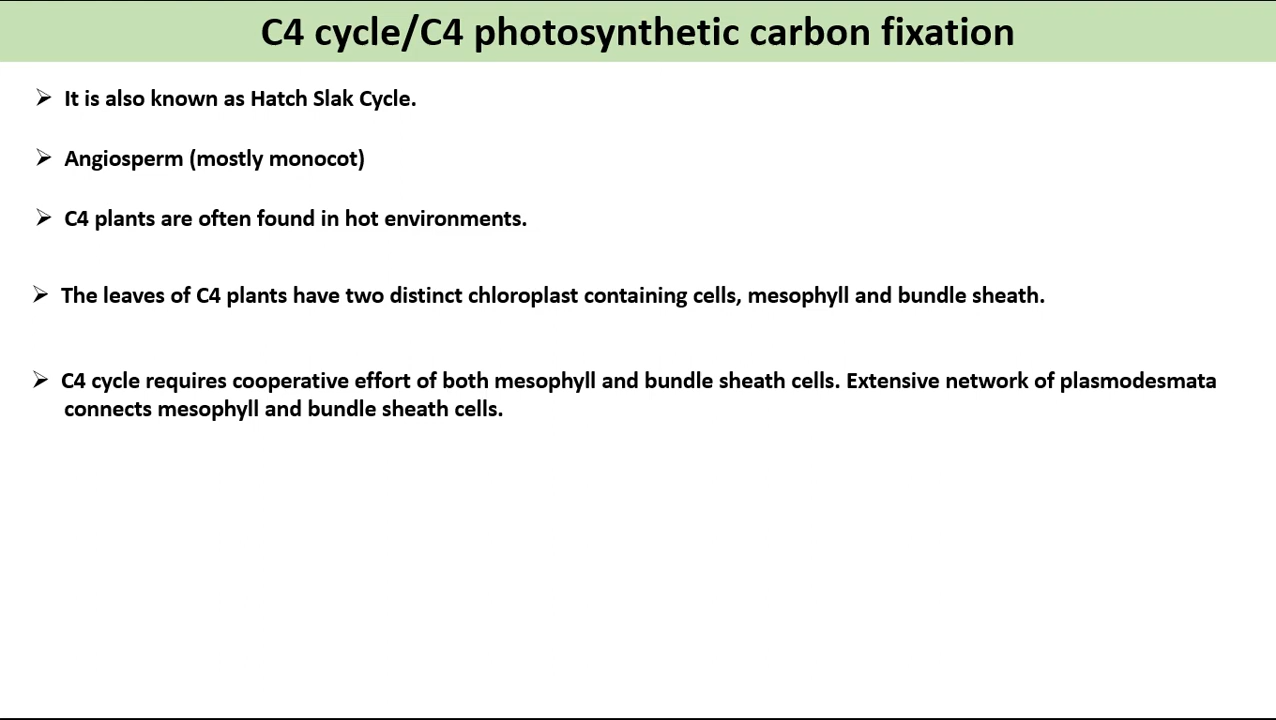 C4 cycle/C4 photosynthetic carbon fixation
➢ It is also known as Hatch Slak Cycle.
➢ Angiosperm (mostly monocot)
➢ C4 plants are often found in hot environments.
➢ The leaves of C4 plants have two distinct chloroplast containing cells, mesophyll and bundle sheath.
➢ C4 cycle requires cooperative effort of both mesophyll and bundle sheath cells. Extensive network of plasmodesmata
connects mesophyll and bundle sheath cells.